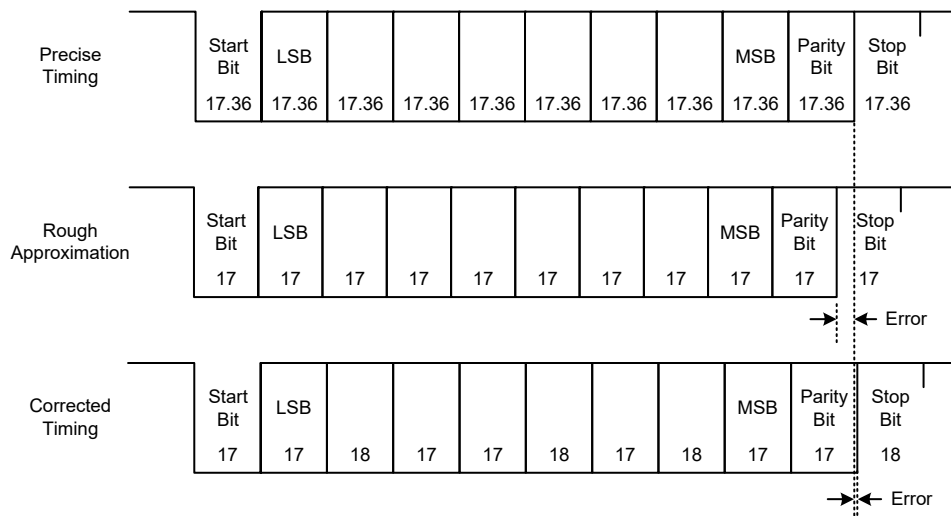 Precise
Timing
Start
Bit
LSB
MSB
Parity
Bit
Stop
Bit
17.36 17.36 17.36 17.36 17.36 17.36 17.36 17.36 17.36 17.36 17.36
Rough
Approximation
Start
Bit
LSB
MSB
Parity
Bit
Stop
Bit
17 17 17 17 17 17 17 17 17 17 17
Error
Corrected
Timing
Start
Bit
LSB
MSB
Parity
Bit
Stop
Bit
17 17 18 17 17 18 17 18 17 17 18
Error